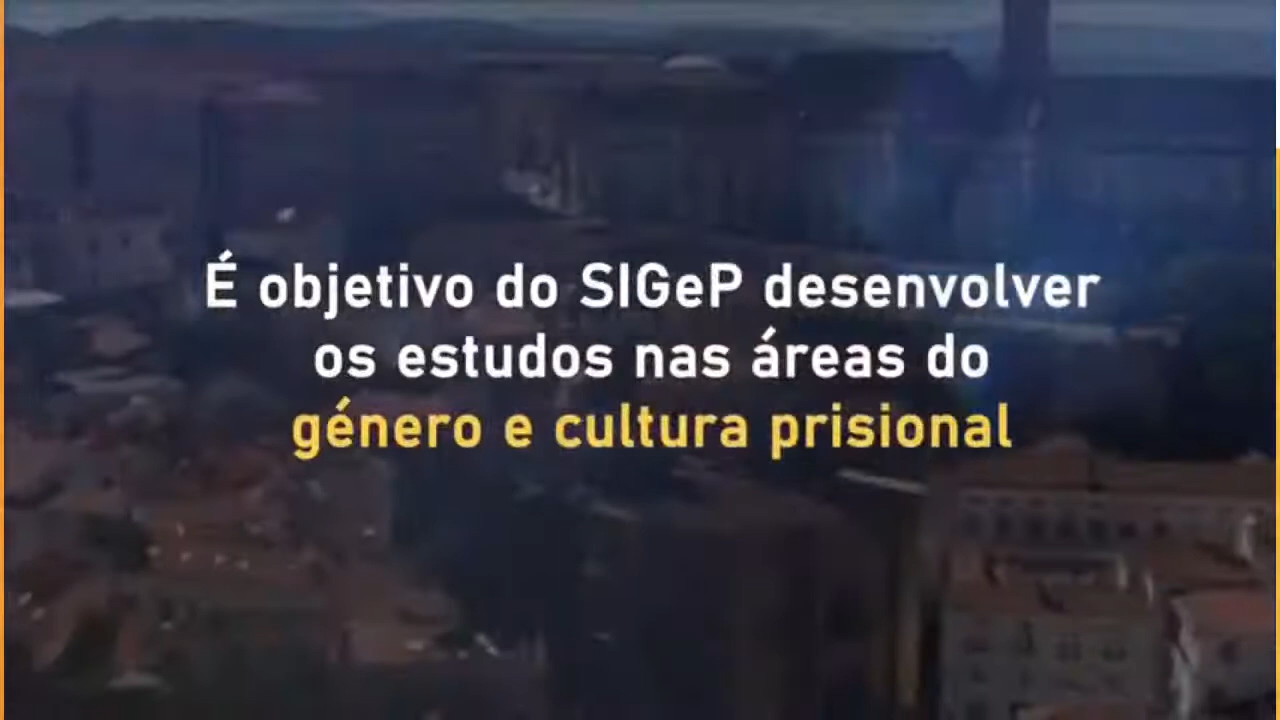 É objetivo do SIGeP desenvolver
os estudos nas áreas do
género e cultura prisional